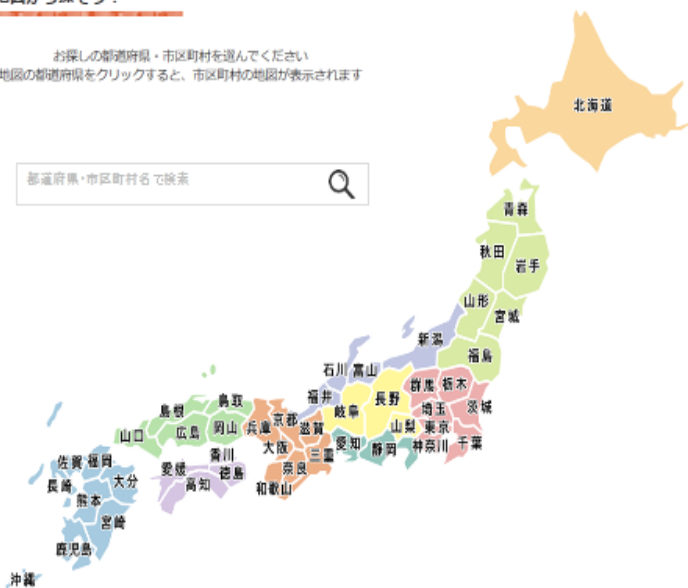 お探しの都道府県・市区町村を選んでください
地図の都道府県をクリックすると、市区町村の地図が表示されます
都道府県・市区町村名で検索
北海道
青森
秋田
岩手
山形
宮城
新潟
福島
石川 富山
群馬 栃木
福井
長野
岐阜
埼玉
茨城
山梨 東京
鳥取
島根
京都
兵庫
滋賀
岡山
広島
山口
愛知
静岡
神奈川
千葉
大阪
三重
香川
奈良
愛媛
徳島
高知
和歌山
佐賀 福岡
大分
長崎
熊本
宮崎
鹿児島
沖縄